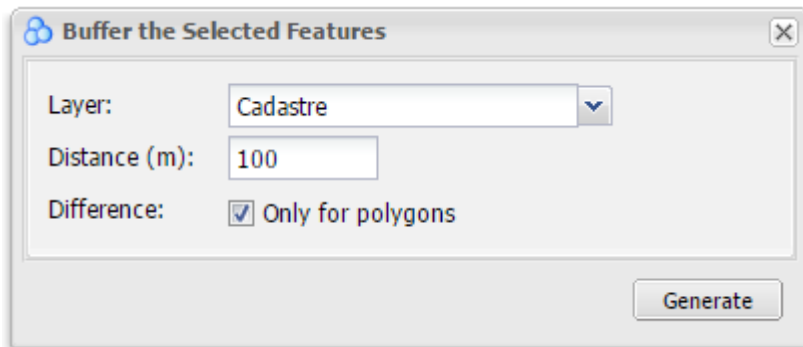 Buffer the Selected Features
Layer: Cadastre
Distance (m): 100
Difference: Only for polygons
Generate